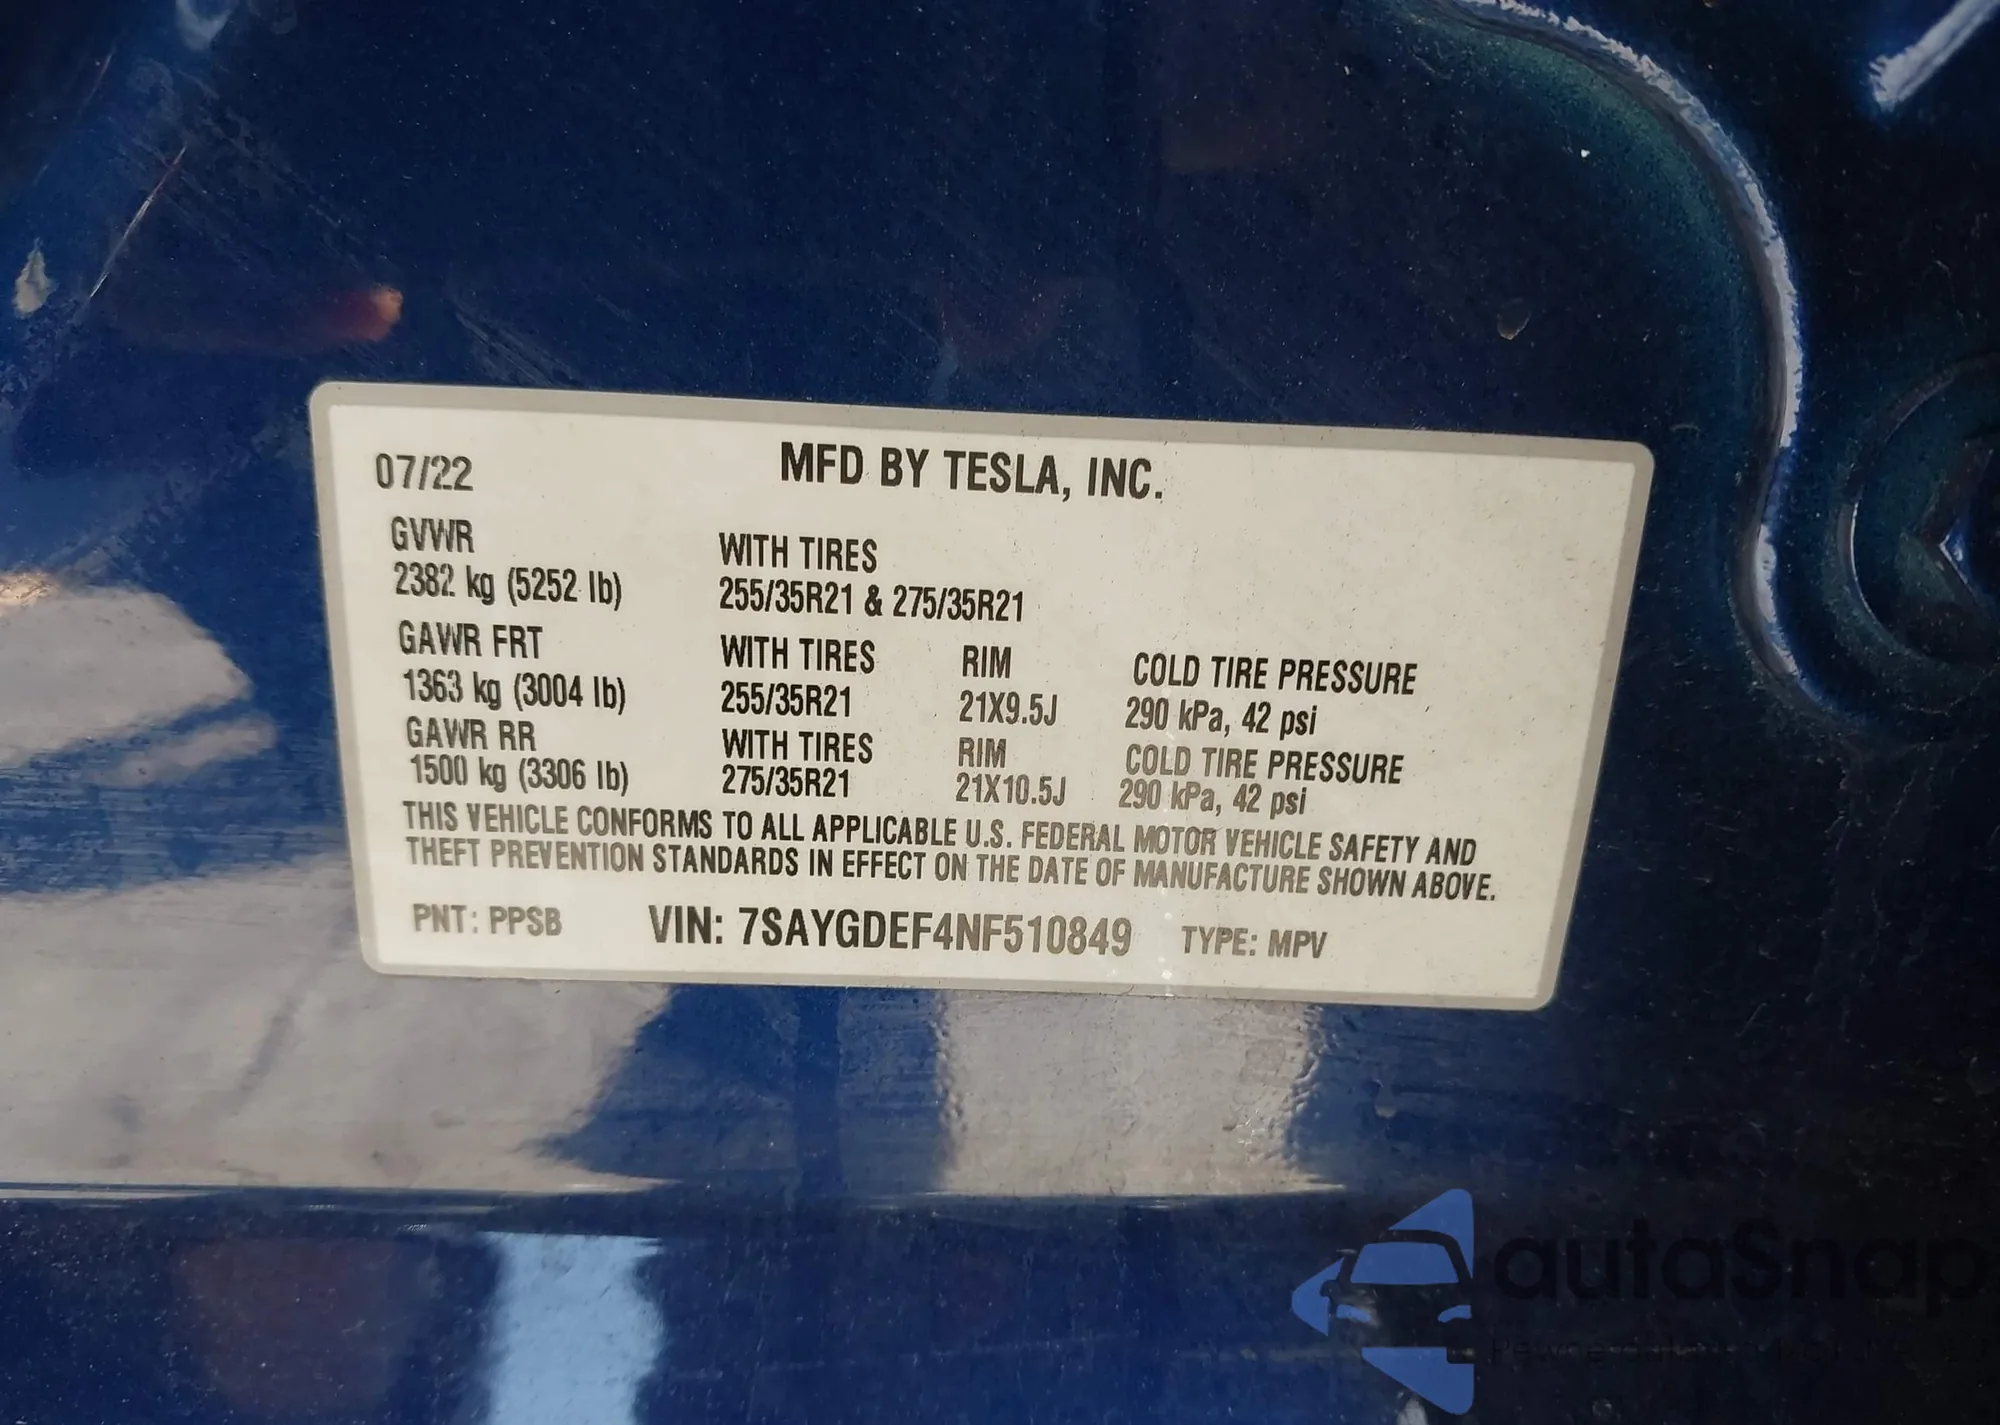 07/22 MFD BY TESLA, INC.
GVWR WITH TIRES
2382 kg (5252 lb) 255/35R21 & 275/35R21
GAWR FRT WITH TIRES RIM COLD TIRE PRESSURE
1363 kg (3004 lb) 255/35R21 21X9.5J 290 kPa, 42 psi
GAWR RR WITH TIRES RIM COLD TIRE PRESSURE
1500 kg (3306 lb) 275/35R21 21X10.5J 290 kPa, 42 psi
THIS VEHICLE CONFORMS TO ALL APPLICABLE U.S. FEDERAL MOTOR VEHICLE SAFETY AND
THEFT PREVENTION STANDARDS IN EFFECT ON THE DATE OF MANUFACTURE SHOWN ABOVE.
PNT: PPSB VIN: 7SAYGDEF4NF510849 TYPE: MPV
autaSnap